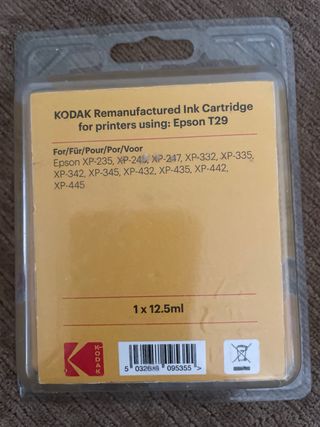 KODAK Remanufactured Ink Cartridge
for printers using: Epson T29
For/Für/Pour/Por/Voor
Epson XP-235, XP-245, XP-247, XP-332, XP-335,
XP-342, XP-345, XP-432, XP-435, XP-442,
XP-445
1 x 12.5ml
KODAK
5 032688 095355 >